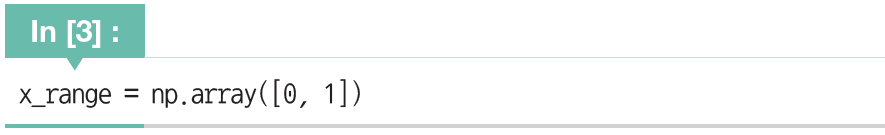 In [3] :
x_range = np.array([0, 1])